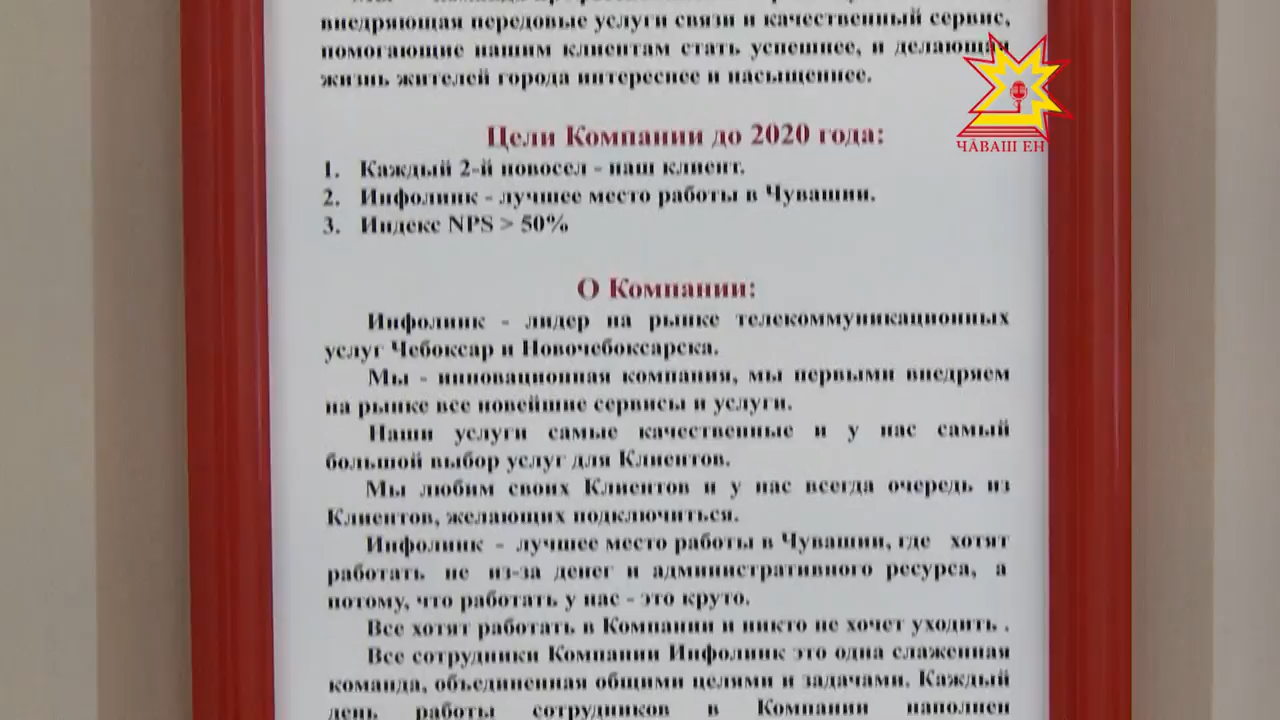 внедряющая передовые услуги связи и качественный сервис,
помогающие нашим клиентам стать успешнее, и делающая
жизнь жителей города интереснее и насыщеннее.
Цели Компании до 2020 года:
1. Каждый 2-й новосел - наш клиент.
2. Инфолинк - лучшее место работы в Чувашии.
3. Индекс NPS > 50%
О Компании:
Инфолинк - лидер на рынке телекоммуникационных
услуг Чебоксар и Новочебоксарска.
Мы - инновационная компания, мы первыми внедряем
на рынке все новейшие сервисы и услуги.
Наши услуги самые качественные и у нас самый
большой выбор услуг для Клиентов.
Мы любим своих Клиентов и у нас всегда очередь из
Клиентов, желающих подключиться.
Инфолинк - лучшее место работы в Чувашии, где хотят
работать не из-за денег и административного ресурса, а
потому, что работать у нас - это круто.
Все хотят работать в Компании и никто не хочет уходить .
Все сотрудники Компании Инфолинк это одна слаженная
команда, объединенная общими целями и задачами. Каждый
день работы сотрудников в Компании наполнен
ЧĂВАШ ЕН